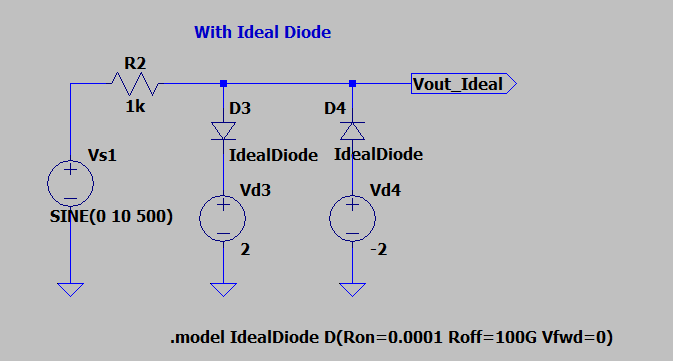 With Ideal Diode
R2
1k
Vout_Ideal
D3
D4
IdealDiode
IdealDiode
Vs1
SINE(0 10 500)
Vd3
2
Vd4
-2
.model IdealDiode D(Ron=0.0001 Roff=100G Vfwd=0)